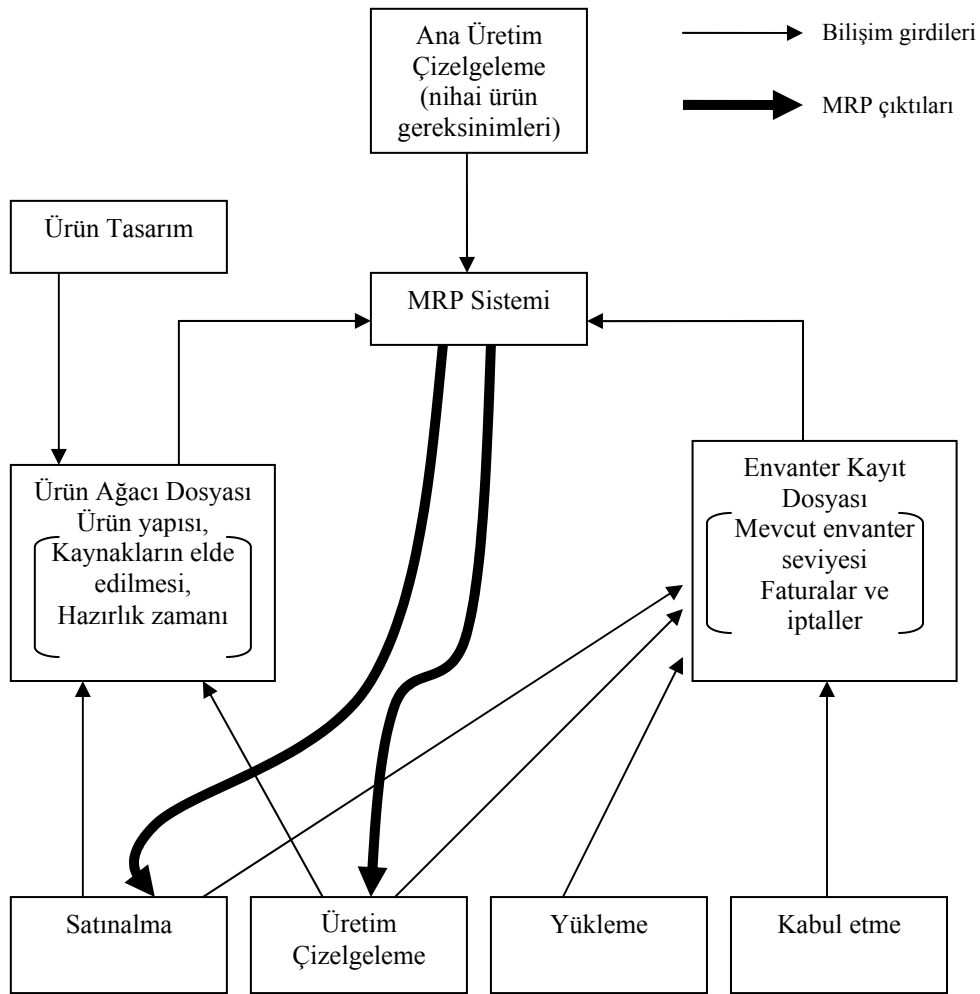 Ana Üretim
Çizelgeleme
(nihai ürün
gereksinimleri)
Bilişim girdileri
MRP çıktıları
Ürün Tasarım
MRP Sistemi
Ürün Ağacı Dosyası
Ürün yapısı,
Kaynakların elde
edilmesi,
Hazırlık zamanı
Envanter Kayıt
Dosyası
Mevcut envanter
seviyesi
Faturalar ve
iptaller
Satınalma
Üretim
Çizelgeleme
Yükleme
Kabul etme